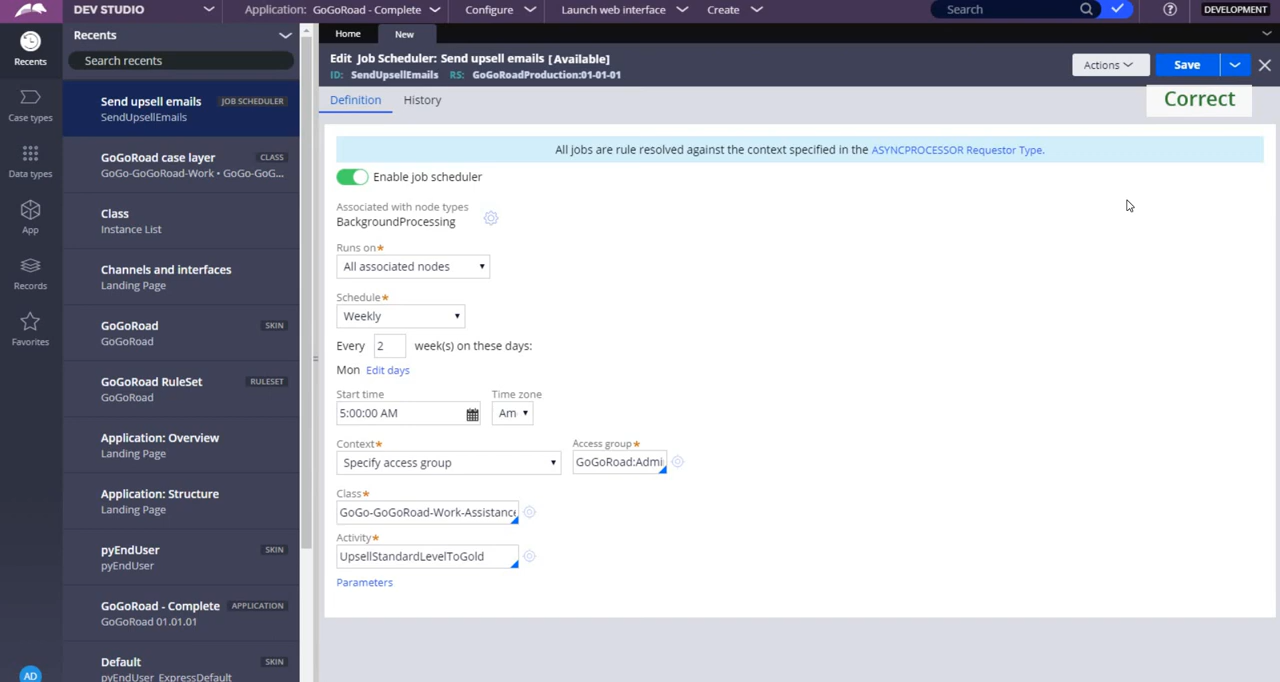 DEV STUDIO
Application: GoGoRoad - Complete
Configure
Launch web interface
Create
Search
DEVELOPMENT
Recents
Case types
Data types
App
Records
Favorites
AD
Recents
Search recents
Send upsell emails JOB SCHEDULER
SendUpsellEmails
GoGoRoad case layer CLASS
GoGo-GoGoRoad-Work • GoGo-GoG...
Class
Instance List
Channels and interfaces
Landing Page
GoGoRoad SKIN
GoGoRoad
GoGoRoad RuleSet RULESET
GoGoRoad
Application: Overview
Landing Page
Application: Structure
Landing Page
pyEndUser SKIN
pyEndUser
GoGoRoad - Complete APPLICATION
GoGoRoad 01.01.01
Default SKIN
pyEndUser_ExpressDefault
Home New
Edit Job Scheduler: Send upsell emails [Available]
ID: SendUpsellEmails RS: GoGoRoadProduction:01-01-01
Actions Save
Correct
Definition History
All jobs are rule resolved against the context specified in the ASYNCPROCESSOR Requestor Type.
Enable job scheduler
Associated with node types
BackgroundProcessing
Runs on*
All associated nodes
Schedule*
Weekly
Every 2 week(s) on these days:
Mon Edit days
Start time Time zone
5:00:00 AM Am
Context* Access group*
Specify access group GoGoRoad:Admi
Class*
GoGo-GoGoRoad-Work-Assistance
Activity*
UpsellStandardLevelToGold
Parameters